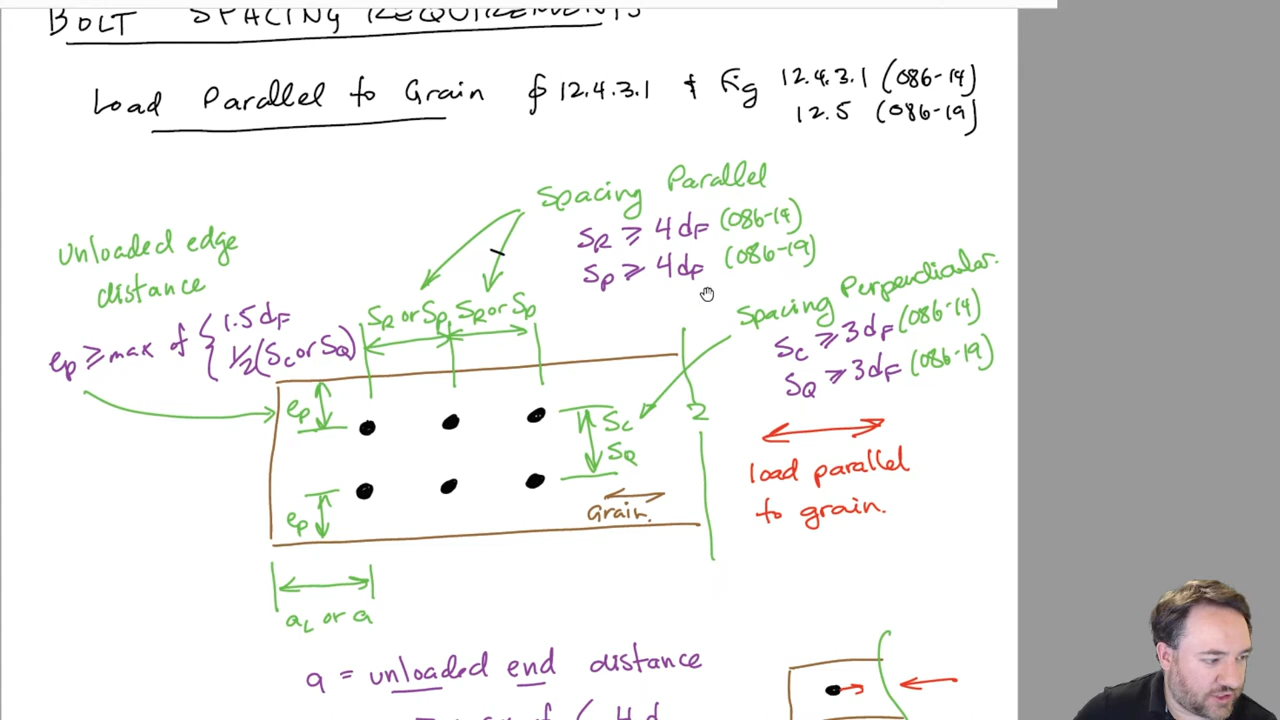 BOLT SPACING REQUIREMENTS
Load Parallel to Grain § 12.4.3.1 & Fig 12.4.3.1 (086-14)
12.5 (086-19)
Spacing Parallel
SR ≥ 4dF (086-14)
SP ≥ 4dF (086-19)
Unloaded edge
distance
eP ≥ max of { 1.5dF
1/2 (SC or SQ)
SR or SP SR or SP
Spacing Perpendicular.
SC ≥ 3dF (086-14)
SQ ≥ 3dF (086-19)
eP
SC
SQ
eP
Grain.
load parallel
to grain.
aL or a
a = unloaded end distance